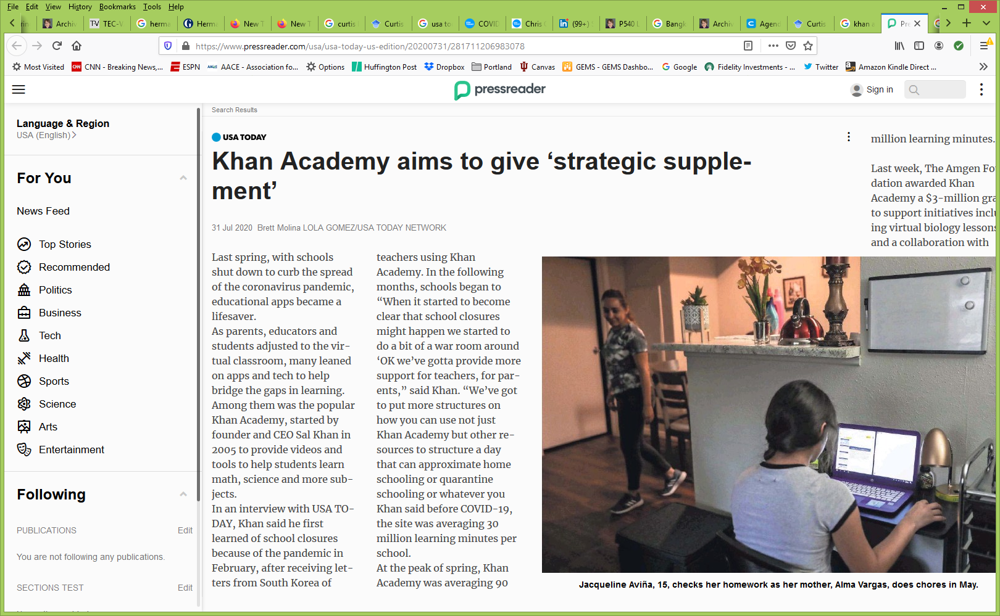 File Edit View History Bookmarks Tools Help
Archiv TEC-V herma Herma New T New T curtis Curtis usa to COVID Chris (99+) P540 L Bangk Archiv Agend Curtis khan a Pre
https://www.pressreader.com/usa/usa-today-us-edition/20200731/281711206983078
Most Visited CNN - Breaking News,... ESPN AACE - Association fo... Options Huffington Post Dropbox Portland Canvas GEMS - GEMS Dashbo... Google Fidelity Investments - ... Twitter Amazon Kindle Direct ...
pressreader
Sign in
Language & Region
USA (English)
For You
News Feed
Top Stories
Recommended
Politics
Business
Tech
Health
Sports
Science
Arts
Entertainment
Following
PUBLICATIONS Edit
You are not following any publications.
SECTIONS TEST Edit
Search Results
USA TODAY
Khan Academy aims to give ‘strategic supple-
ment’
31 Jul 2020 Brett Molina LOLA GOMEZ/USA TODAY NETWORK
Last spring, with schools
shut down to curb the spread
of the coronavirus pandemic,
educational apps became a
lifesaver.
As parents, educators and
students adjusted to the vir-
tual classroom, many leaned
on apps and tech to help
bridge the gaps in learning.
Among them was the popular
Khan Academy, started by
founder and CEO Sal Khan in
2005 to provide videos and
tools to help students learn
math, science and more sub-
jects.
In an interview with USA TO-
DAY, Khan said he first
learned of school closures
because of the pandemic in
February, after receiving let-
ters from South Korea of
teachers using Khan
Academy. In the following
months, schools began to
“When it started to become
clear that school closures
might happen we started to
do a bit of a war room around
‘OK we’ve gotta provide more
support for teachers, for par-
ents,” said Khan. “We’ve got
to put more structures on
how you can use not just
Khan Academy but other re-
sources to structure a day
that can approximate home
schooling or quarantine
schooling or whatever you
Khan said before COVID-19,
the site was averaging 30
million learning minutes per
school.
At the peak of spring, Khan
Academy was averaging 90
million learning minutes.
Last week, The Amgen Fou
dation awarded Khan
Academy a $3-million gra
to support initiatives inclu
ing virtual biology lessons
and a collaboration with
Jacqueline Aviña, 15, checks her homework as her mother, Alma Vargas, does chores in May.